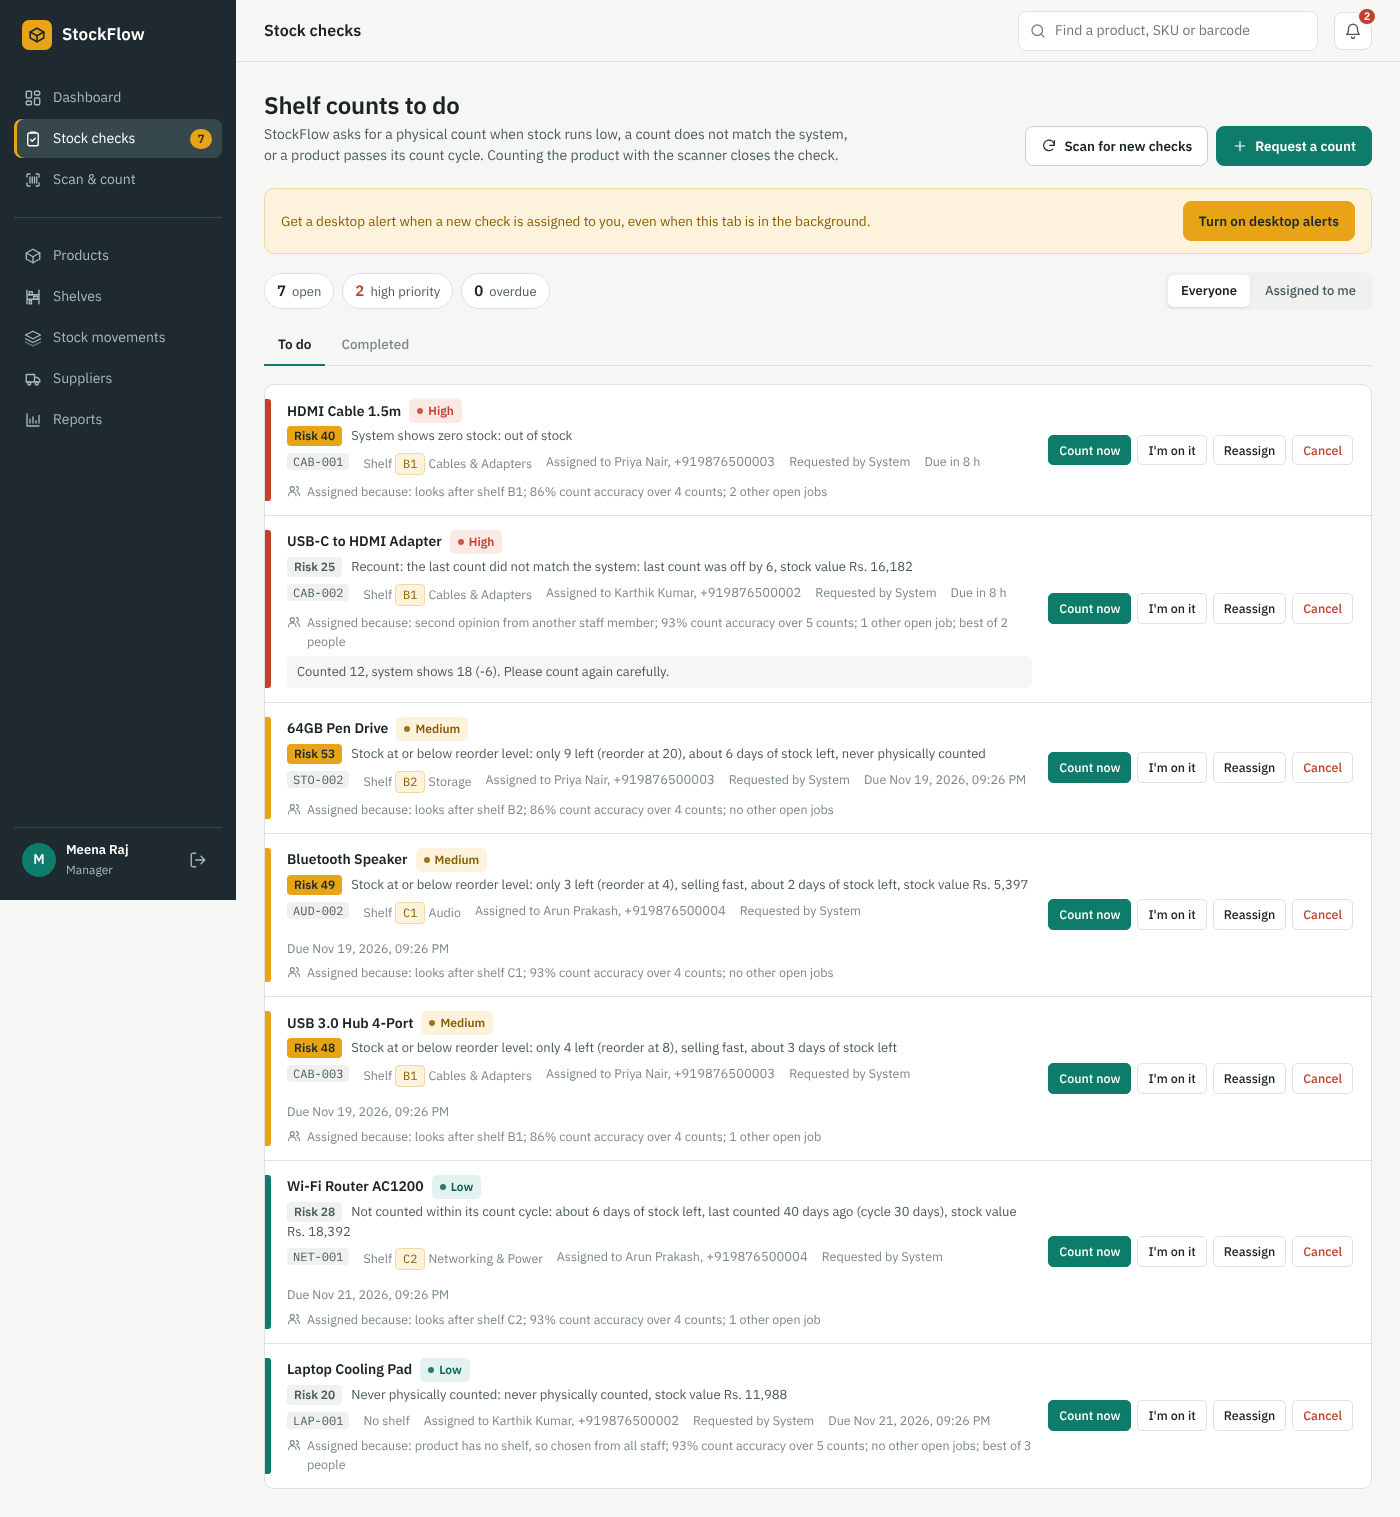 StockFlow
Dashboard
Stock checks 7
Scan & count
Products
Shelves
Stock movements
Suppliers
Reports
M
Meena Raj
Manager
Stock checks
Find a product, SKU or barcode
2
Shelf counts to do
StockFlow asks for a physical count when stock runs low, a count does not match the system,
or a product passes its count cycle. Counting the product with the scanner closes the check.
Scan for new checks
Request a count
Get a desktop alert when a new check is assigned to you, even when this tab is in the background.
Turn on desktop alerts
7 open 2 high priority 0 overdue
Everyone Assigned to me
To do Completed
HDMI Cable 1.5m High
Risk 40 System shows zero stock: out of stock
CAB-001 Shelf B1 Cables & Adapters Assigned to Priya Nair, +919876500003 Requested by System Due in 8 h
Assigned because: looks after shelf B1; 86% count accuracy over 4 counts; 2 other open jobs
Count now I'm on it Reassign Cancel
USB-C to HDMI Adapter High
Risk 25 Recount: the last count did not match the system: last count was off by 6, stock value Rs. 16,182
CAB-002 Shelf B1 Cables & Adapters Assigned to Karthik Kumar, +919876500002 Requested by System Due in 8 h
Assigned because: second opinion from another staff member; 93% count accuracy over 5 counts; 1 other open job; best of 2
people
Counted 12, system shows 18 (-6). Please count again carefully.
Count now I'm on it Reassign Cancel
64GB Pen Drive Medium
Risk 53 Stock at or below reorder level: only 9 left (reorder at 20), about 6 days of stock left, never physically counted
STO-002 Shelf B2 Storage Assigned to Priya Nair, +919876500003 Requested by System Due Nov 19, 2026, 09:26 PM
Assigned because: looks after shelf B2; 86% count accuracy over 4 counts; no other open jobs
Count now I'm on it Reassign Cancel
Bluetooth Speaker Medium
Risk 49 Stock at or below reorder level: only 3 left (reorder at 4), selling fast, about 2 days of stock left, stock value Rs. 5,397
AUD-002 Shelf C1 Audio Assigned to Arun Prakash, +919876500004 Requested by System
Due Nov 19, 2026, 09:26 PM
Assigned because: looks after shelf C1; 93% count accuracy over 4 counts; no other open jobs
Count now I'm on it Reassign Cancel
USB 3.0 Hub 4-Port Medium
Risk 48 Stock at or below reorder level: only 4 left (reorder at 8), selling fast, about 3 days of stock left
CAB-003 Shelf B1 Cables & Adapters Assigned to Priya Nair, +919876500003 Requested by System
Due Nov 19, 2026, 09:26 PM
Assigned because: looks after shelf B1; 86% count accuracy over 4 counts; 1 other open job
Count now I'm on it Reassign Cancel
Wi-Fi Router AC1200 Low
Risk 28 Not counted within its count cycle: about 6 days of stock left, last counted 40 days ago (cycle 30 days), stock value
Rs. 18,392
NET-001 Shelf C2 Networking & Power Assigned to Arun Prakash, +919876500004 Requested by System
Due Nov 21, 2026, 09:26 PM
Assigned because: looks after shelf C2; 93% count accuracy over 4 counts; 1 other open job
Count now I'm on it Reassign Cancel
Laptop Cooling Pad Low
Risk 20 Never physically counted: never physically counted, stock value Rs. 11,988
LAP-001 No shelf Assigned to Karthik Kumar, +919876500002 Requested by System Due Nov 21, 2026, 09:26 PM
Assigned because: product has no shelf, so chosen from all staff; 93% count accuracy over 5 counts; no other open jobs; best of 3
people
Count now I'm on it Reassign Cancel